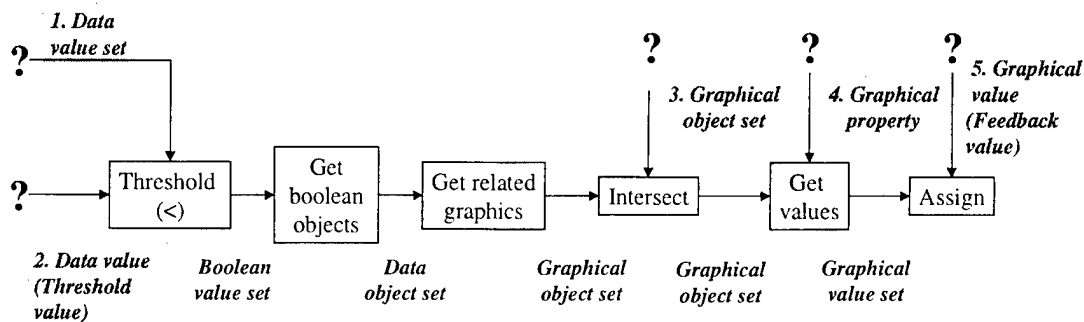 1. Data
value set
?
?
?
?
?
3. Graphical
object set
4. Graphical
property
5. Graphical
value
(Feedback
value)
Threshold
(<)
Get
boolean
objects
Get related
graphics
Intersect
Get
values
Assign
2. Data value
(Threshold
value)
Boolean
value set
Data
object set
Graphical
object set
Graphical
object set
Graphical
value set